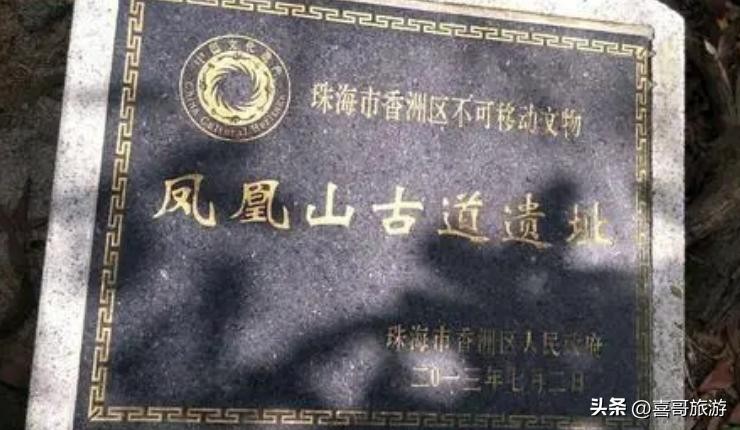 中国文化遗产
China Cultural Heritage
珠海市香洲区不可移动文物
凤凰山古道遗址
珠海市香洲区人民政府
二〇一三年七月二日
头条 @喜哥旅游